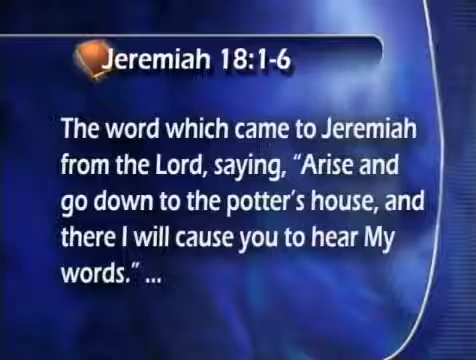 Jeremiah 18:1-6
The word which came to Jeremiah
from the Lord, saying, “Arise and
go down to the potter’s house, and
there I will cause you to hear My
words.” ...